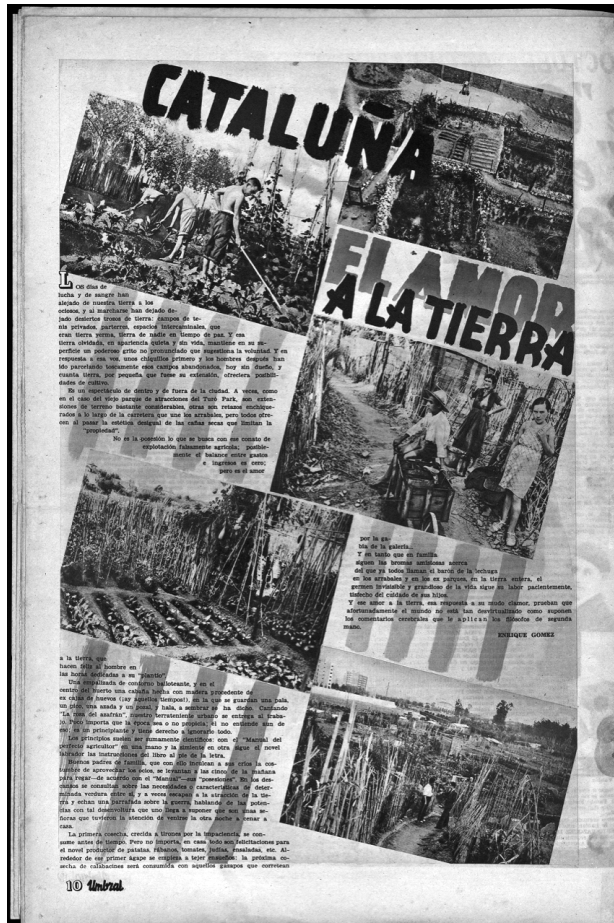 CATALUÑA
EL AMOR
A LA TIERRA
LOS días de
lucha y de sangre han
alejado de nuestra tierra a los
ociosos, y al marcharse han dejado de-
jado desiertos trozos de tierra: campos de te-
nis privados, parterres, espacios intercaminales, que
eran tierra yerma, tierra de nadie en tiempo de paz. Y esa
tierra olvidada, en apariencia quieta y sin vida, mantiene en su su-
perficie un poderoso grito no pronunciado que sugestiona la voluntad. Y en
respuesta a esa voz, unos chiquillos primero y los hombres después han
ido parcelando toscamente esos campos abandonados, hoy sin dueño, y
cuanta tierra, por pequeña que fuese su extensión, ofreciera posibili-
dades de cultivo.
Es un espectáculo de dentro y de fuera de la ciudad. A veces, como
en el caso del viejo parque de atracciones del Turó Park, son exten-
siones de terreno bastante considerables, otras son retazos enchique-
rados a lo largo de la carretera que une los arrabales, pero todos ofre-
cen al pasar la estética desigual de las cañas secas que limitan la
"propiedad".
No es la posesión lo que se busca con ese conato de
explotación falsamente agrícola; posible-
mente el balance entre gastos
e ingresos es cero;
pero es el amor
a la tierra, que
hacen feliz al hombre en
las horas dedicadas a su "plantío".
Una empalizada de contorno bailoteante, y en el
centro del huerto una cabaña hecha con madera procedente de
ex cajas de huevos (¡ay aquellos tiempos!), en la que se guardan una pala,
un pico, una azada y un pozal, y hala, a sembrar se ha dicho. Cantando
"La rosa del azafrán", nuestro terrateniente urbano se entrega al traba-
jo. Poco importa que la época sea o no propicia; él no entiende aun de
eso; es un principiante y tiene derecho a ignorarlo todo.
Los principios suelen ser sumamente científicos: con el "Manual del
perfecto agricultor" en una mano y la simiente en otra sigue el novel
labrador las instrucciones del libro al pie de la letra.
Buenos padres de familia, que con ello inculcan a sus críos la cos-
tumbre de aprovechar los ocios, se levantan a las cinco de la mañana
para regar—de acuerdo con el "Manual"—sus "posesiones". En los des-
canzos se consultan sobre las necesidades o características de deter-
minada verdura entre sí, y a veces escapan a la atracción de la tie-
rra y echan una parrafada sobre la guerra, hablando de las poten-
cias con tal desenvoltura que uno llega a suponer que son unas se-
ñoras que tuvieron la atención de venirse la otra noche a cenar a
casa.
La primera cosecha, crecida a tirones por la impaciencia, se con-
sume antes de tiempo. Pero no importa, en casa todo son felicitaciones para
el novel productor de patatas, rábanos, tomates, judías, ensaladas, etc. Al-
rededor de ese primer ágape se empieza a tejer ensueños: la próxima co-
secha de calabacines será consumida con aquellos gasapos que corretean
por la ga-
bia de la galería...
Y en tanto que en familia
siguen las bromas amistosas acerca
del que ya todos llaman el barón de la lechuga
en los arrabales y en los ex parques, en la tierra entera, el
germen invisible y grandioso de la vida sigue su labor pacientemente,
tisfecho del cuidado de sus hijos.
Y ese amor a la tierra, esa respuesta a su mudo clamor, prueban que
afortunadamente el mundo no está tan desvirtualizado como suponen
los comentarios cerebrales que le aplican los filósofos de segunda
mano.
ENRIQUE GOMEZ
10 Umbral